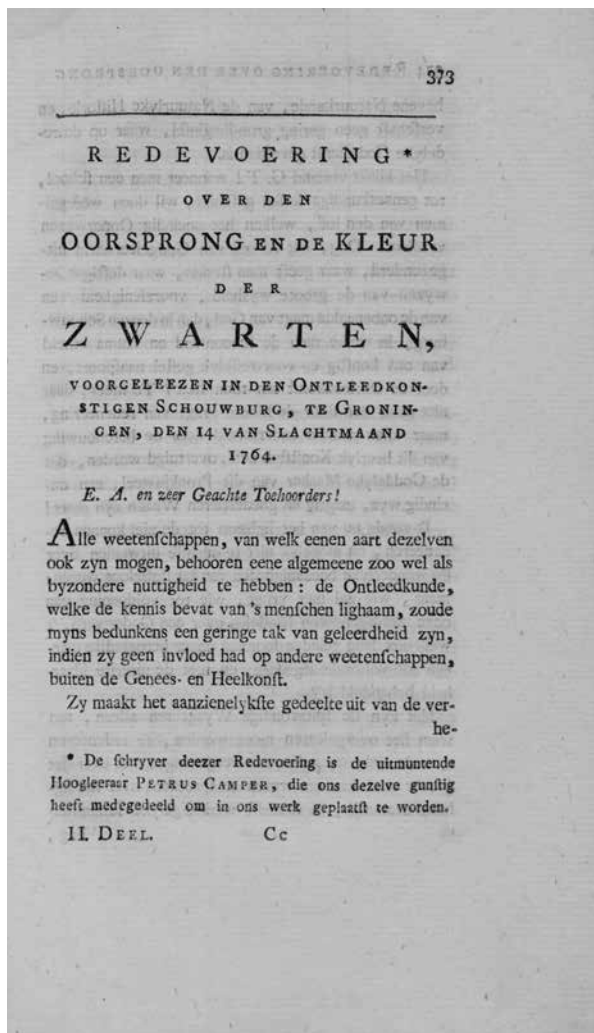 373
REDEVOERING*
OVER DEN
OORSPRONG EN DE KLEUR
DER
ZWARTEN,
VOORGELEEZEN IN DEN ONTLEEDKON-
STIGEN SCHOUWBURG, TE GRONIN-
GEN, DEN 14 VAN SLACHTMAAND
1764.
E. A. en zeer Geachte Toehoorders!
Alle weetenſchappen, van welk eenen aart dezelven
ook zyn mogen, behooren eene algemeene zoo wel als
byzondere nuttigheid te hebben: de Ontleedkunde,
welke de kennis bevat van 's menſchen lighaam, zoude
myns bedunkens een geringe tak van geleerdheid zyn,
indien zy geen invloed had op andere weetenſchappen,
buiten de Genees- en Heelkonſt.
Zy maakt het aanzienelykſte gedeelte uit van de ver-
he-
* De ſchryver deezer Redevoering is de uitmuntende
Hoogleeraar PETRUS CAMPER, die ons dezelve gunſtig
heeft medegedeeld om in ons werk geplaatſt te worden.
II. DEEL. Cc